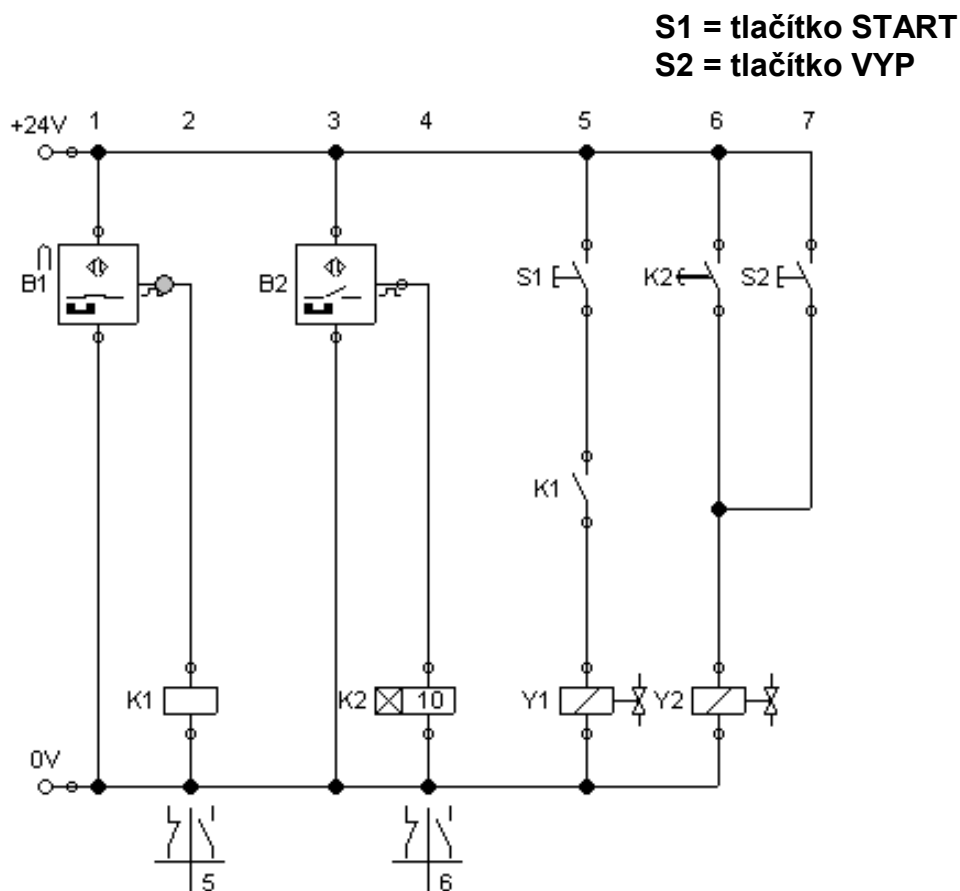 S1 = tlačítko START
S2 = tlačítko VYP
+24V 1 2 3 4 5 6 7
B1 B2 S1 K2 S2
K1
K1 K2 10 Y1 Y2
0V
5 6